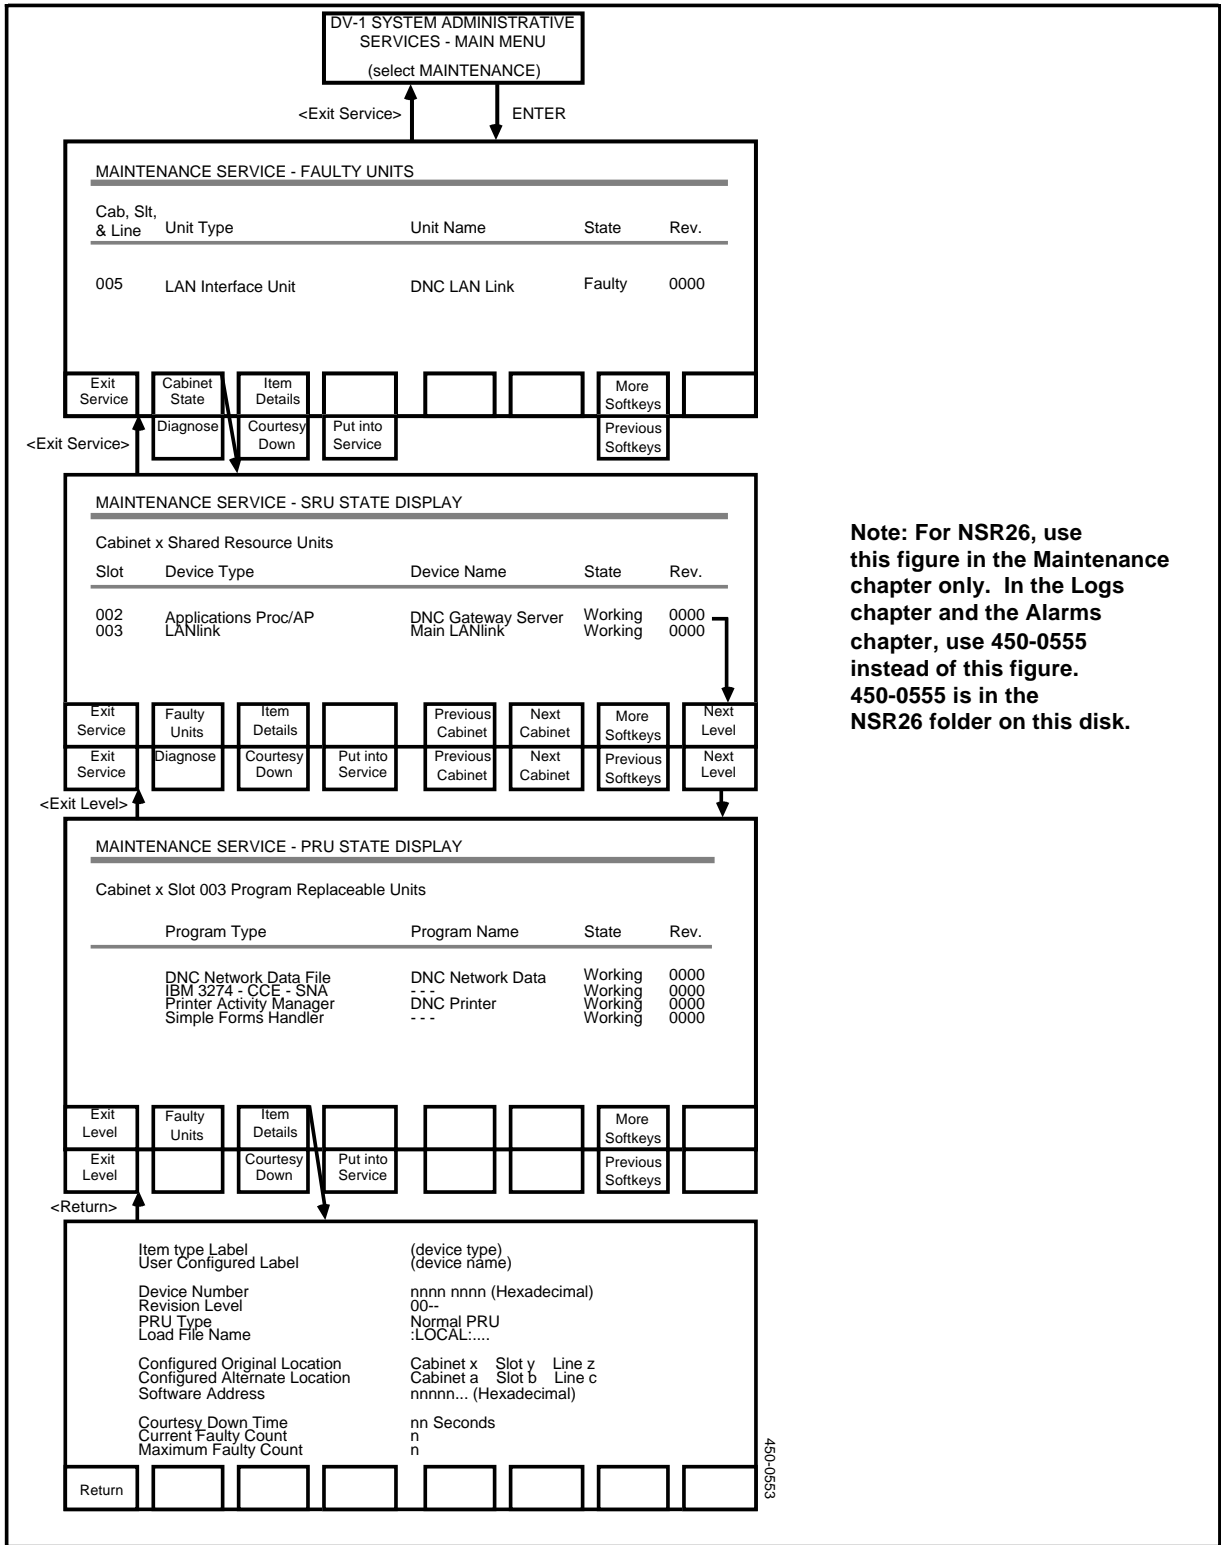 DV-1 SYSTEM ADMINISTRATIVE
SERVICES - MAIN MENU
(select MAINTENANCE)
<Exit Service>
ENTER
MAINTENANCE SERVICE - FAULTY UNITS
Cab, Slt,
& Line Unit Type Unit Name State Rev.
005 LAN Interface Unit DNC LAN Link Faulty 0000
Exit Service Cabinet State Item Details More Softkeys
Diagnose Courtesy Down Put into Service Previous Softkeys
<Exit Service>
MAINTENANCE SERVICE - SRU STATE DISPLAY
Cabinet x Shared Resource Units
Slot Device Type Device Name State Rev.
002 Applications Proc/AP DNC Gateway Server Working 0000
003 LANlink Main LANlink Working 0000
Exit Service Faulty Units Item Details Previous Cabinet Next Cabinet More Softkeys Next Level
Exit Service Diagnose Courtesy Down Put into Service Previous Cabinet Next Cabinet Previous Softkeys Next Level
<Exit Level>
MAINTENANCE SERVICE - PRU STATE DISPLAY
Cabinet x Slot 003 Program Replaceable Units
Program Type Program Name State Rev.
DNC Network Data File DNC Network Data Working 0000
IBM 3274 - CCE - SNA - - - Working 0000
Printer Activity Manager DNC Printer Working 0000
Simple Forms Handler - - - Working 0000
Exit Level Faulty Units Item Details More Softkeys
Exit Level Courtesy Down Put into Service Previous Softkeys
<Return>
Item type Label (device type)
User Configured Label (device name)
Device Number nnnn nnnn (Hexadecimal)
Revision Level 00--
PRU Type Normal PRU
Load File Name :LOCAL:....
Configured Original Location Cabinet x Slot y Line z
Configured Alternate Location Cabinet a Slot b Line c
Software Address nnnnn... (Hexadecimal)
Courtesy Down Time nn Seconds
Current Faulty Count n
Maximum Faulty Count n
Return
450-0553
Note: For NSR26, use
this figure in the Maintenance
chapter only. In the Logs
chapter and the Alarms
chapter, use 450-0555
instead of this figure.
450-0555 is in the
NSR26 folder on this disk.